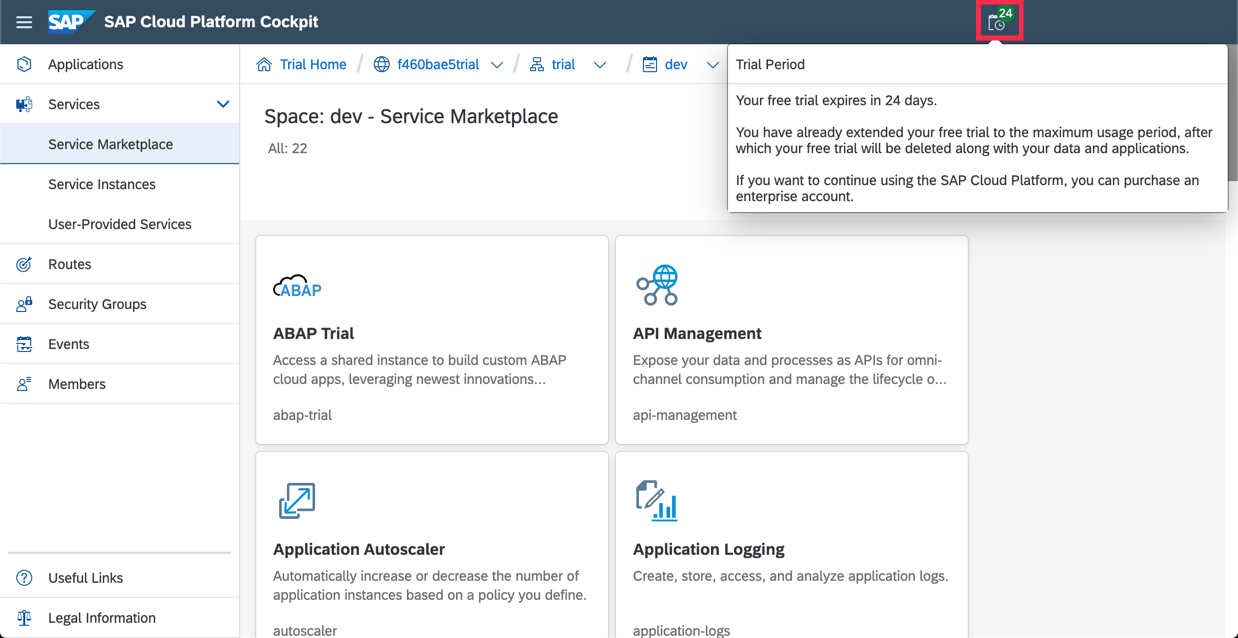 SAP SAP Cloud Platform Cockpit
24
Applications
Services
Service Marketplace
Service Instances
User-Provided Services
Routes
Security Groups
Events
Members
Useful Links
Legal Information
Trial Home / f460bae5trial / trial / dev
Trial Period
Your free trial expires in 24 days.
You have already extended your free trial to the maximum usage period, after
which your free trial will be deleted along with your data and applications.
If you want to continue using the SAP Cloud Platform, you can purchase an
enterprise account.
Space: dev - Service Marketplace
All: 22
ABAP
ABAP Trial
Access a shared instance to build custom ABAP
cloud apps, leveraging newest innovations...
abap-trial
API Management
Expose your data and processes as APIs for omni-
channel consumption and manage the lifecycle o...
api-management
Application Autoscaler
Automatically increase or decrease the number of
application instances based on a policy you define.
autoscaler
Application Logging
Create, store, access, and analyze application logs.
application-logs